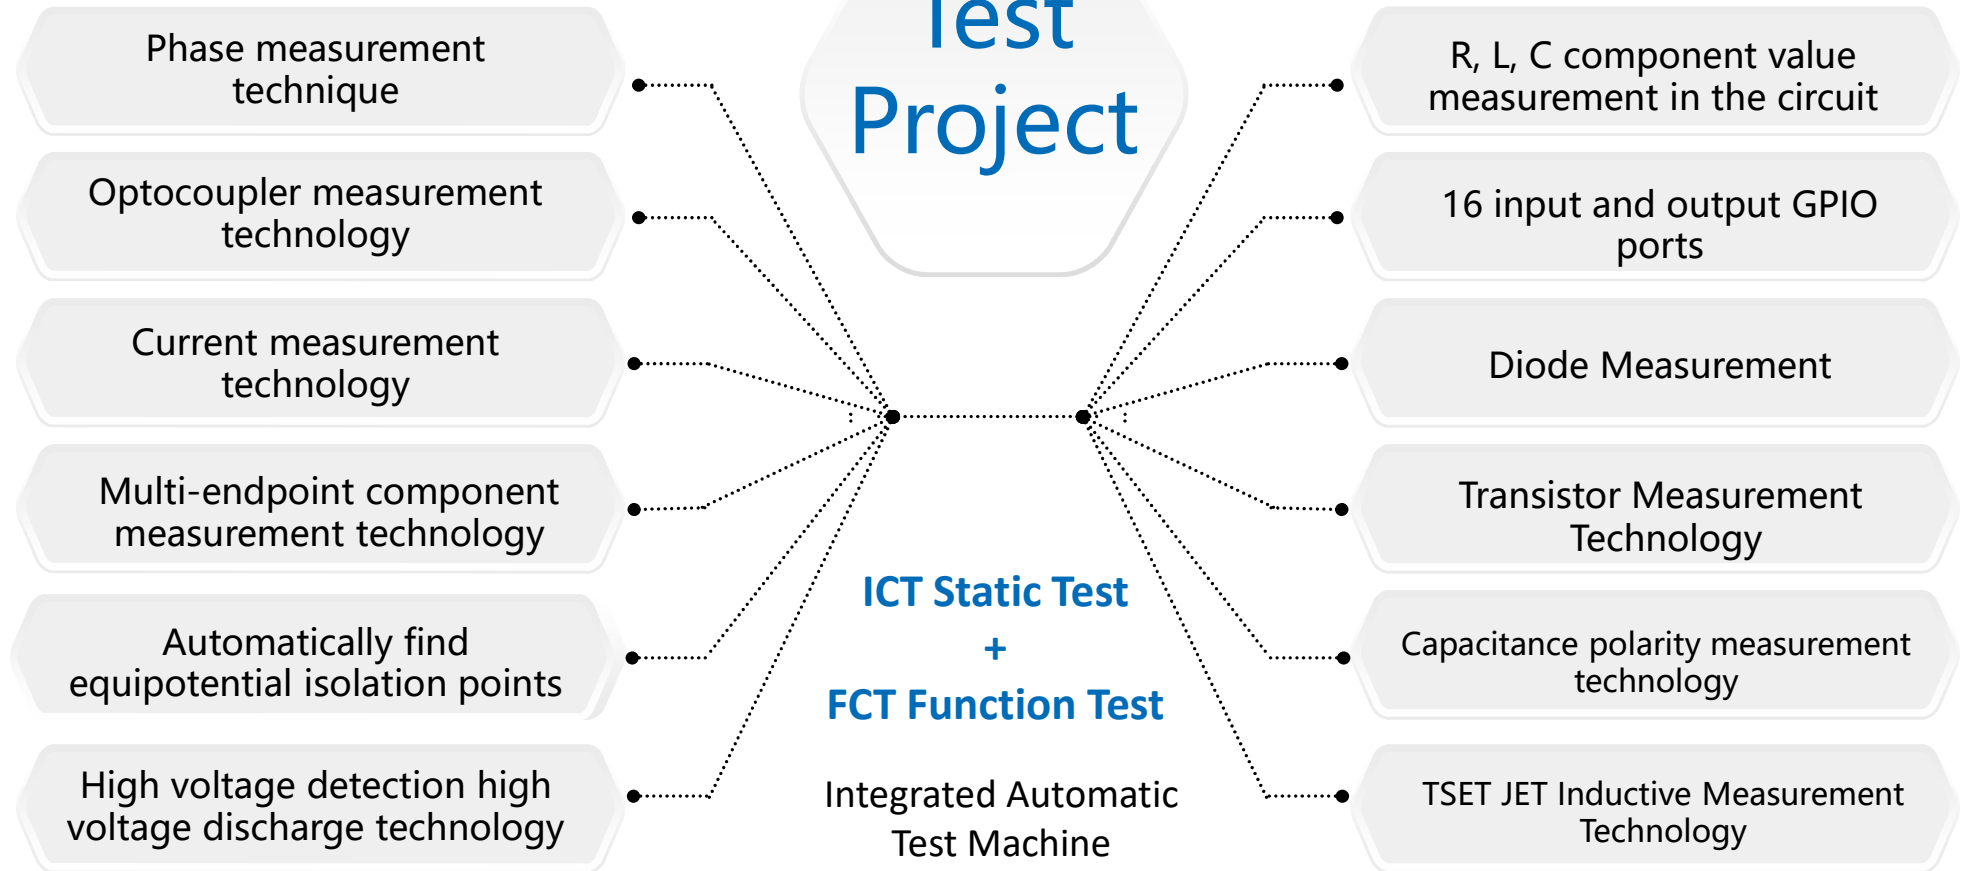 Test
Project
Phase measurement
technique
Optocoupler measurement
technology
Current measurement
technology
Multi-endpoint component
measurement technology
Automatically find
equipotential isolation points
High voltage detection high
voltage discharge technology
R, L, C component value
measurement in the circuit
16 input and output GPIO
ports
Diode Measurement
Transistor Measurement
Technology
Capacitance polarity measurement
technology
TSET JET Inductive Measurement
Technology
ICT Static Test
+
FCT Function Test
Integrated Automatic
Test Machine